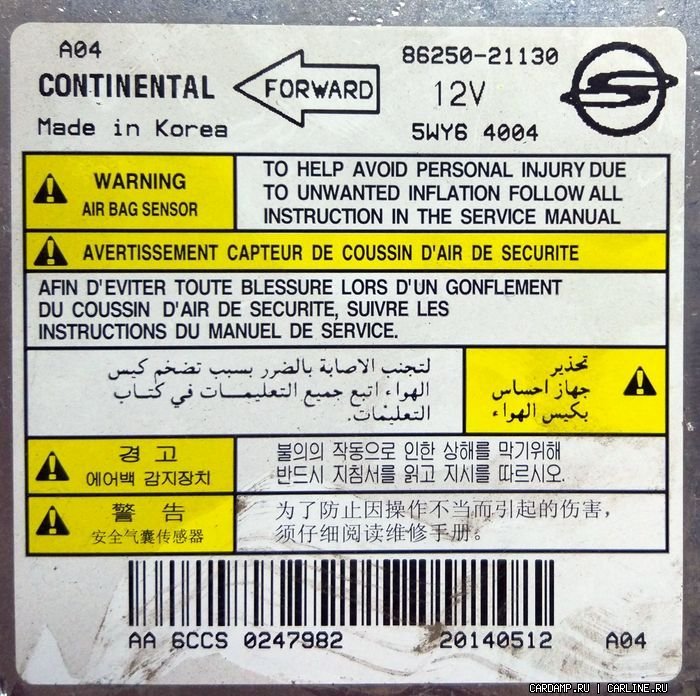 A04
86250-21130
CONTINENTAL
FORWARD
12V
Made in Korea
5WY6 4004
WARNING
AIR BAG SENSOR
TO HELP AVOID PERSONAL INJURY DUE
TO UNWANTED INFLATION FOLLOW ALL
INSTRUCTION IN THE SERVICE MANUAL
AVERTISSEMENT CAPTEUR DE COUSSIN D'AIR DE SECURITE
AFIN D'EVITER TOUTE BLESSURE LORS D'UN GONFLEMENT
DU COUSSIN D'AIR DE SECURITE, SUIVRE LES
INSTRUCTIONS DU MANUEL DE SERVICE.
تحذير
جهاز احساس
بكيس الهواء
لتجنب الاصابة بالضرر بسبب تضخم كيس
الهواء اتبع جميع التعليمـــات في كتـاب
التعليمات.
경 고
에어백 감지장치
불의의 작동으로 인한 상해를 막기위해
반드시 지침서를 읽고 지시를 따르시오.
警 告
安全气囊传感器
为了防止因操作不当而引起的伤害,
须仔细阅读维修手册。
AA 6CCS 0247982
20140512
A04
CARDAMP.RU | CARLINE.RU